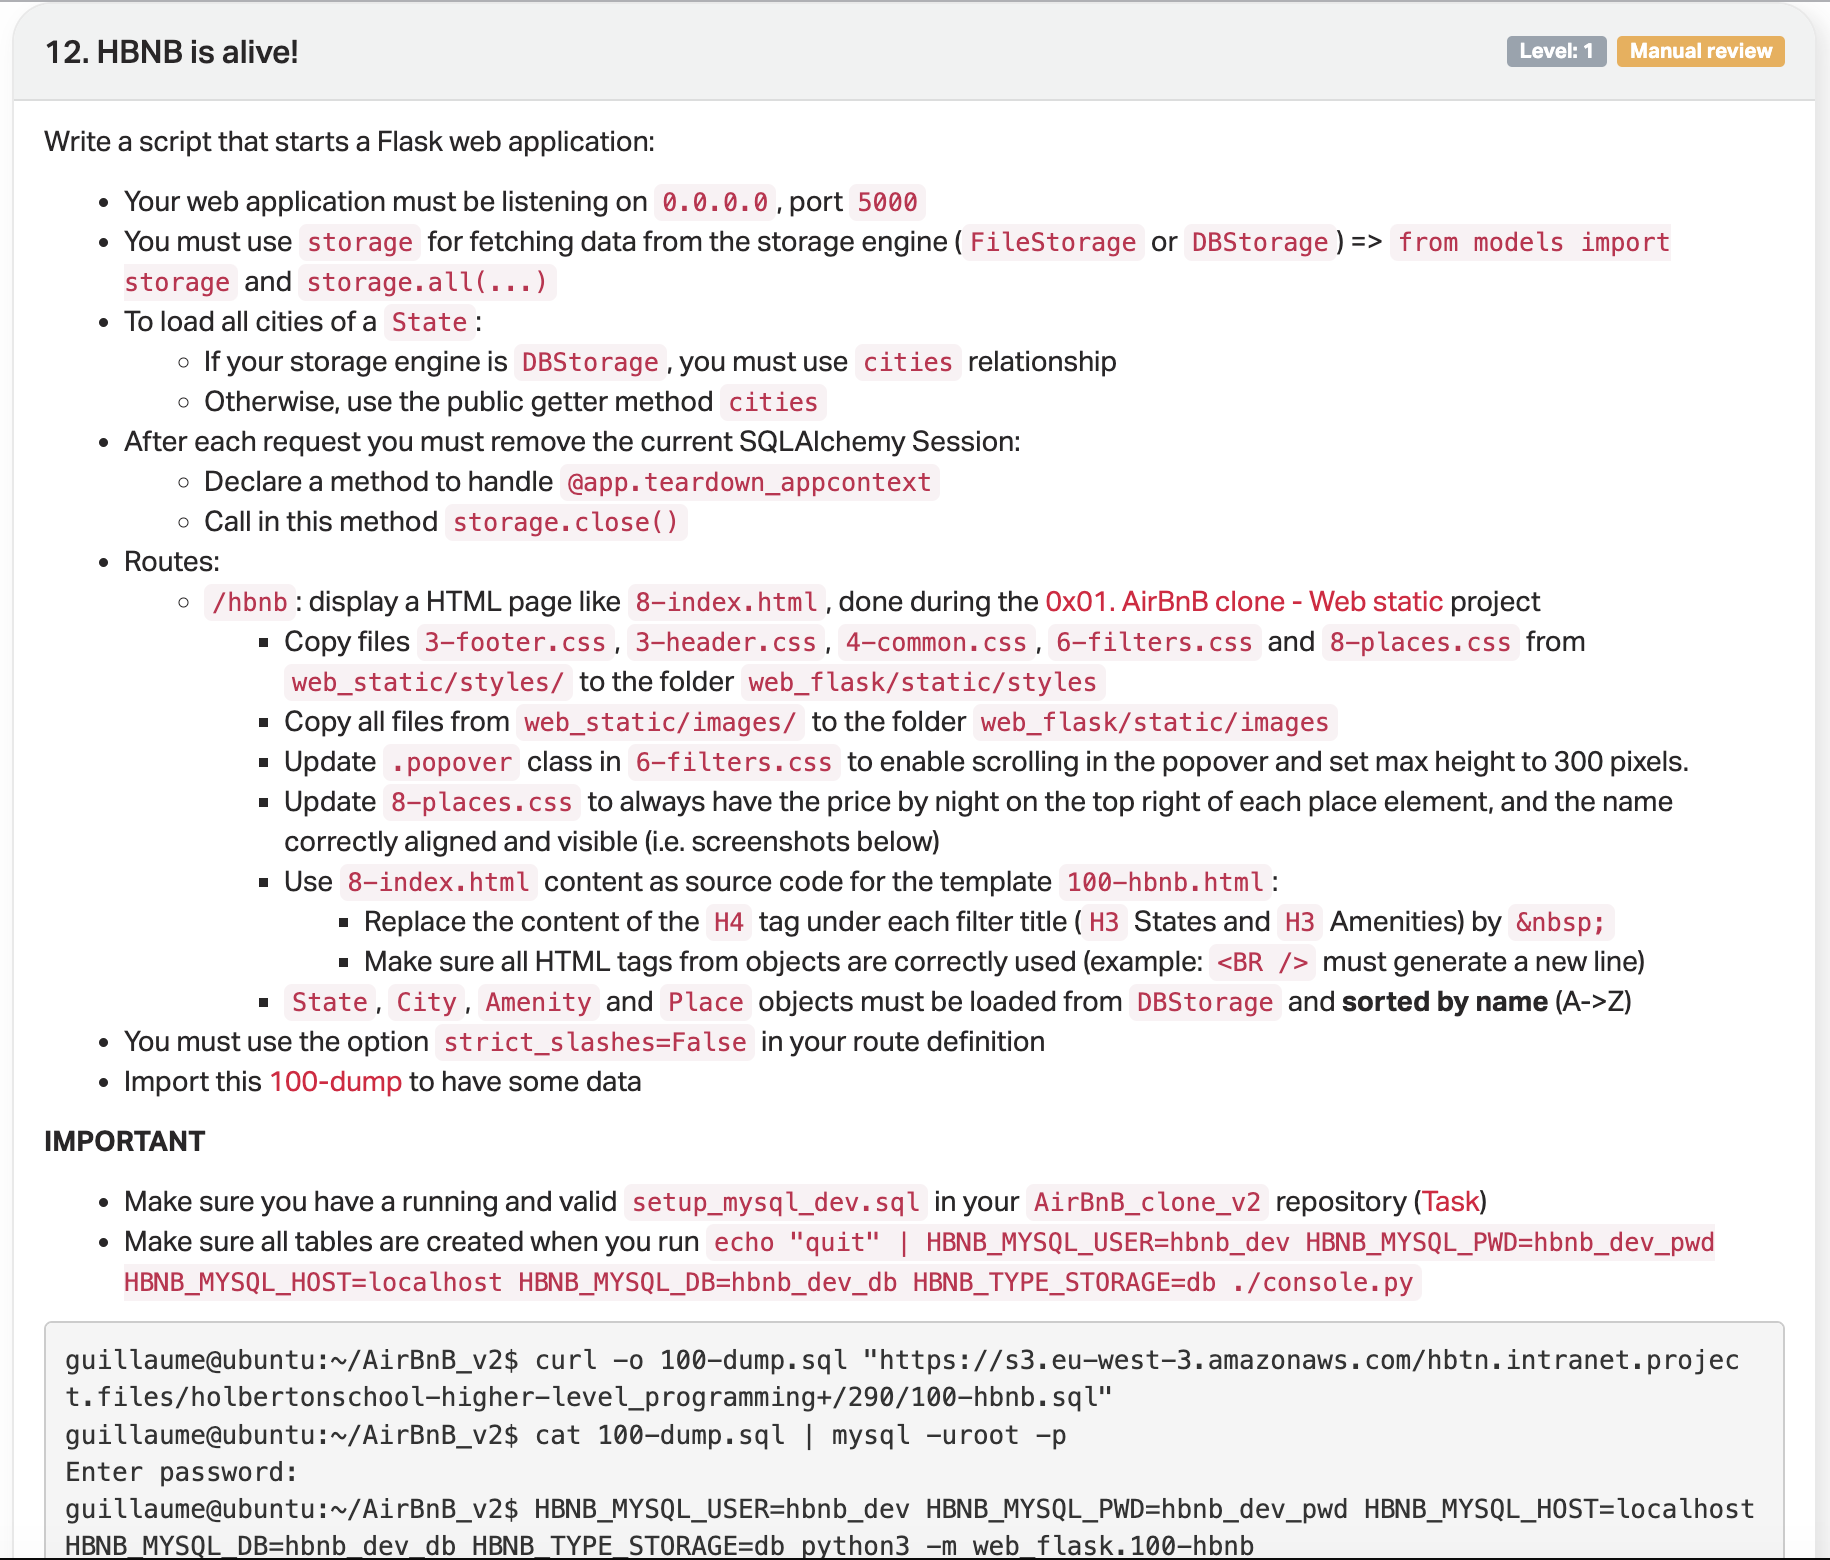 12. HBNB is alive!
Level: 1
Manual review
Write a script that starts a Flask web application:
• Your web application must be listening on 0.0.0.0, port 5000
• You must use storage for fetching data from the storage engine (FileStorage or DBStorage) => from models import
storage and storage.all(...)
• To load all cities of a State:
◦ If your storage engine is DBStorage, you must use cities relationship
◦ Otherwise, use the public getter method cities
• After each request you must remove the current SQLAlchemy Session:
◦ Declare a method to handle @app.teardown_appcontext
◦ Call in this method storage.close()
• Routes:
◦ /hbnb: display a HTML page like 8-index.html, done during the 0x01. AirBnB clone - Web static project
▪ Copy files 3-footer.css, 3-header.css, 4-common.css, 6-filters.css and 8-places.css from
web_static/styles/ to the folder web_flask/static/styles
▪ Copy all files from web_static/images/ to the folder web_flask/static/images
▪ Update .popover class in 6-filters.css to enable scrolling in the popover and set max height to 300 pixels.
▪ Update 8-places.css to always have the price by night on the top right of each place element, and the name
correctly aligned and visible (i.e. screenshots below)
▪ Use 8-index.html content as source code for the template 100-hbnb.html:
▪ Replace the content of the H4 tag under each filter title (H3 States and H3 Amenities) by &nbsp;
▪ Make sure all HTML tags from objects are correctly used (example: <BR /> must generate a new line)
▪ State, City, Amenity and Place objects must be loaded from DBStorage and sorted by name (A->Z)
• You must use the option strict_slashes=False in your route definition
• Import this 100-dump to have some data
IMPORTANT
• Make sure you have a running and valid setup_mysql_dev.sql in your AirBnB_clone_v2 repository (Task)
• Make sure all tables are created when you run echo "quit" | HBNB_MYSQL_USER=hbnb_dev HBNB_MYSQL_PWD=hbnb_dev_pwd
HBNB_MYSQL_HOST=localhost HBNB_MYSQL_DB=hbnb_dev_db HBNB_TYPE_STORAGE=db ./console.py
guillaume@ubuntu:~/AirBnB_v2$ curl -o 100-dump.sql "https://s3.eu-west-3.amazonaws.com/hbtn.intranet.projec
t.files/holbertonschool-higher-level_programming+/290/100-hbnb.sql"
guillaume@ubuntu:~/AirBnB_v2$ cat 100-dump.sql | mysql -uroot -p
Enter password:
guillaume@ubuntu:~/AirBnB_v2$ HBNB_MYSQL_USER=hbnb_dev HBNB_MYSQL_PWD=hbnb_dev_pwd HBNB_MYSQL_HOST=localhost
HBNB_MYSQL_DB=hbnb_dev_db HBNB_TYPE_STORAGE=db python3 -m web_flask.100-hbnb